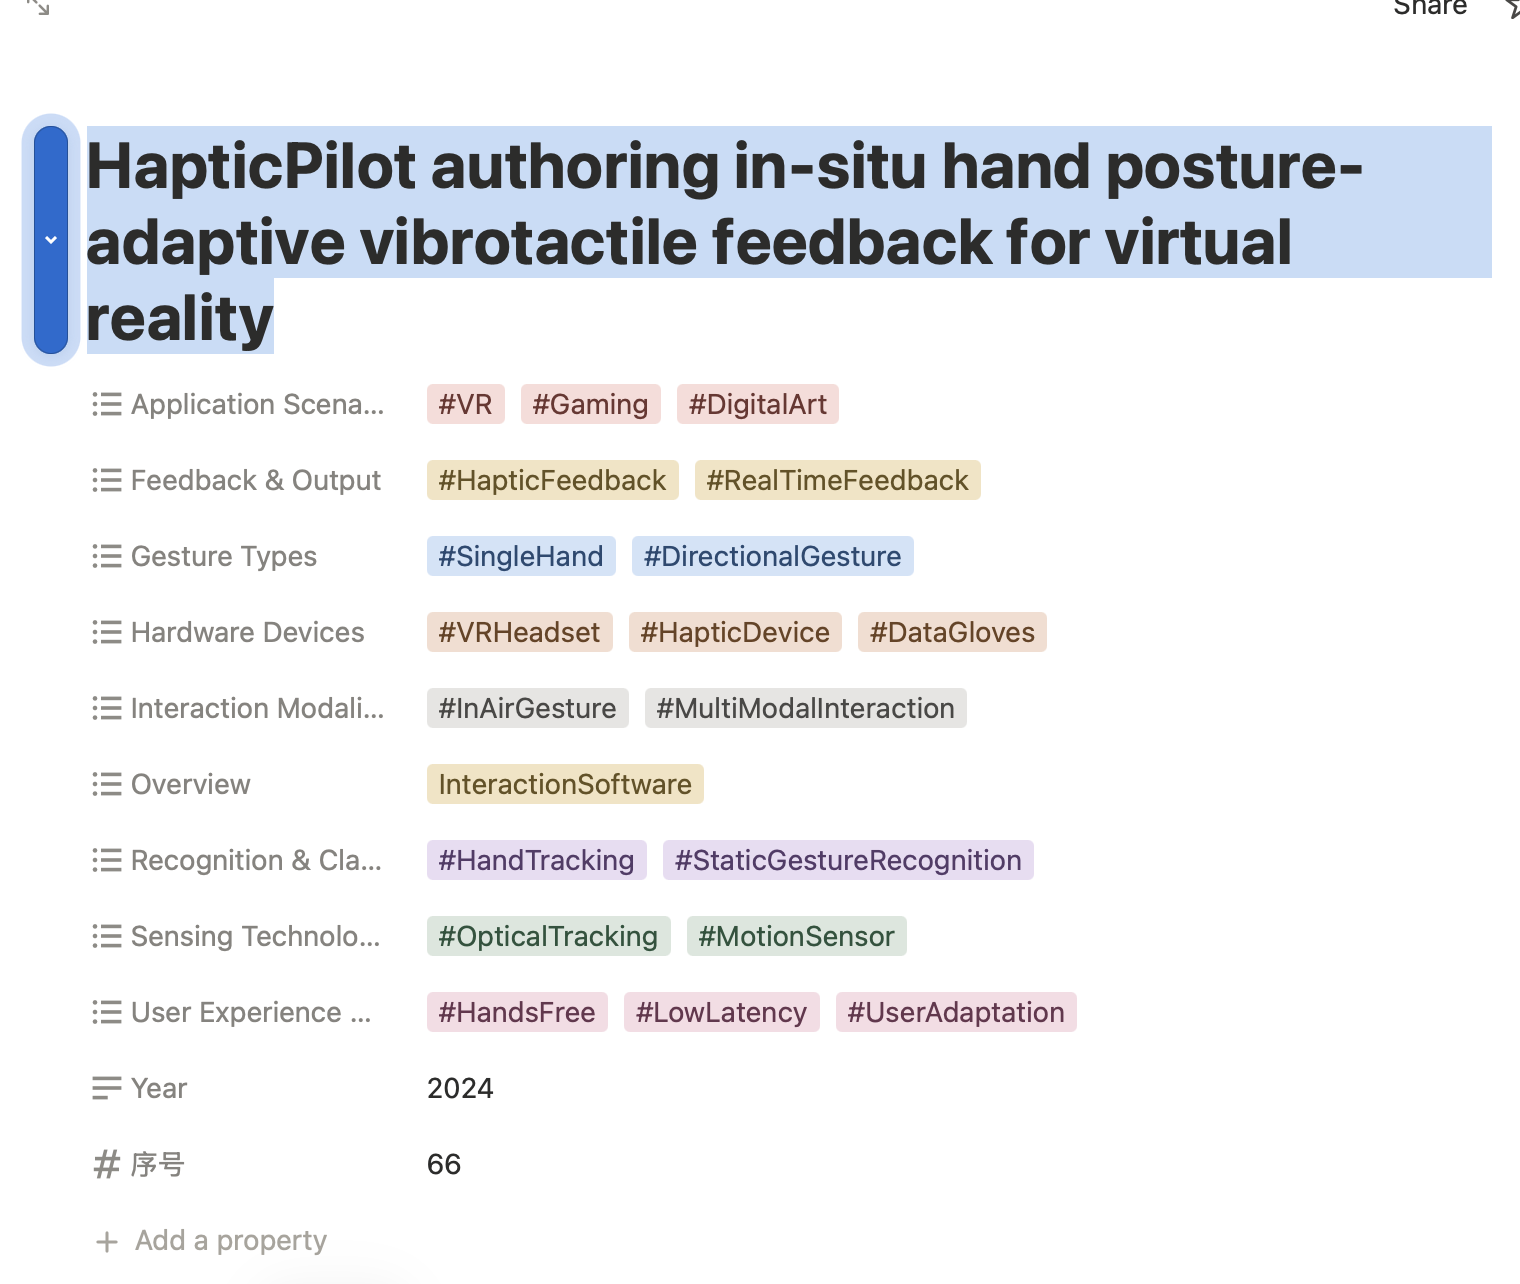 Share
HapticPilot authoring in-situ hand posture-
adaptive vibrotactile feedback for virtual
reality
Application Scena... #VR #Gaming #DigitalArt
Feedback & Output #HapticFeedback #RealTimeFeedback
Gesture Types #SingleHand #DirectionalGesture
Hardware Devices #VRHeadset #HapticDevice #DataGloves
Interaction Modali... #InAirGesture #MultiModalInteraction
Overview InteractionSoftware
Recognition & Cla... #HandTracking #StaticGestureRecognition
Sensing Technolo... #OpticalTracking #MotionSensor
User Experience ... #HandsFree #LowLatency #UserAdaptation
Year 2024
序号 66
Add a property